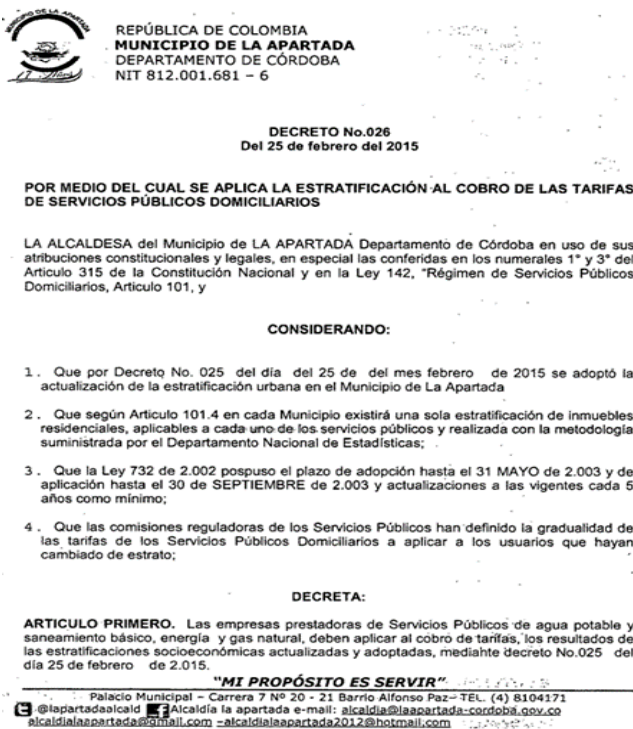 MUNICIPIO DE LA APARTADA
REPÚBLICA DE COLOMBIA
MUNICIPIO DE LA APARTADA
DEPARTAMENTO DE CÓRDOBA
NIT 812.001.681 – 6
DECRETO No.026
Del 25 de febrero del 2015
POR MEDIO DEL CUAL SE APLICA LA ESTRATIFICACIÓN AL COBRO DE LAS TARIFAS
DE SERVICIOS PÚBLICOS DOMICILIARIOS
LA ALCALDESA del Municipio de LA APARTADA Departamento de Córdoba en uso de sus
atribuciones constitucionales y legales, en especial las conferidas en los numerales 1° y 3° del
Articulo 315 de la Constitución Nacional y en la Ley 142, "Régimen de Servicios Públicos
Domiciliarios, Articulo 101, y
CONSIDERANDO:
1. Que por Decreto No. 025 del día del 25 de del mes febrero de 2015 se adoptó la
actualización de la estratificación urbana en el Municipio de La Apartada
2. Que según Articulo 101.4 en cada Municipio existirá una sola estratificación de inmuebles
residenciales, aplicables a cada uno de los servicios públicos y realizada con la metodología
suministrada por el Departamento Nacional de Estadísticas;
3. Que la Ley 732 de 2.002 pospuso el plazo de adopción hasta el 31 MAYO de 2.003 y de
aplicación hasta el 30 de SEPTIEMBRE de 2.003 y actualizaciones a las vigentes cada 5
años como mínimo;
4. Que las comisiones reguladoras de los Servicios Públicos han definido la gradualidad de
las tarifas de los Servicios Públicos Domiciliarios a aplicar a los usuarios que hayan
cambiado de estrato;
DECRETA:
ARTICULO PRIMERO. Las empresas prestadoras de Servicios Públicos de agua potable y
saneamiento básico, energía y gas natural, deben aplicar al cobro de tarifas, los resultados de
las estratificaciones socioeconómicas actualizadas y adoptadas, mediante decreto No.025 del
día 25 de febrero de 2.015.
"MI PROPÓSITO ES SERVIR"
Palacio Municipal – Carrera 7 Nº 20 - 21 Barrio Alfonso Paz– TEL. (4) 8104171
@lapartadaalcald Alcaldía la apartada e-mail: alcaldia@laapartada-cordoba.gov.co
alcaldialaapartada@gmail.com –alcaldialaapartada2012@hotmail.com